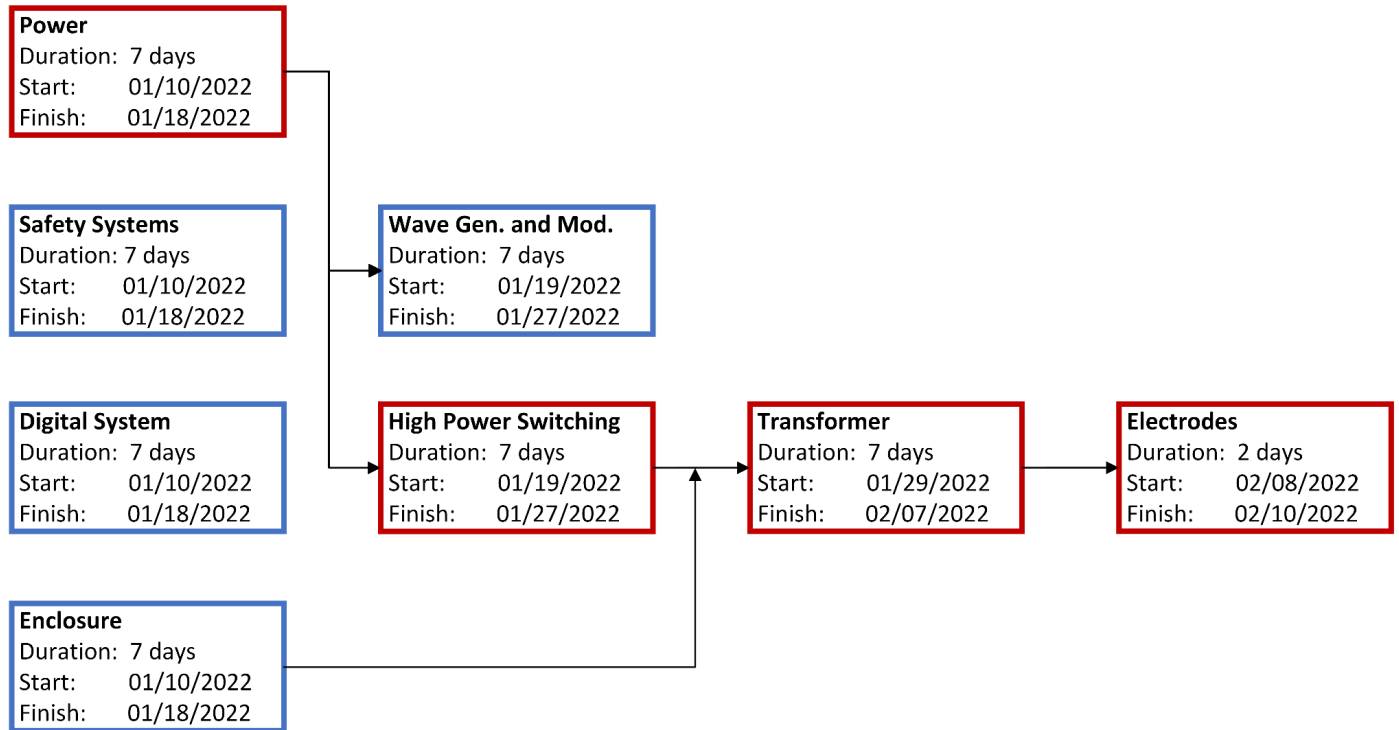 Power
Duration: 7 days
Start: 01/10/2022
Finish: 01/18/2022
Safety Systems
Duration: 7 days
Start: 01/10/2022
Finish: 01/18/2022
Wave Gen. and Mod.
Duration: 7 days
Start: 01/19/2022
Finish: 01/27/2022
Digital System
Duration: 7 days
Start: 01/10/2022
Finish: 01/18/2022
High Power Switching
Duration: 7 days
Start: 01/19/2022
Finish: 01/27/2022
Transformer
Duration: 7 days
Start: 01/29/2022
Finish: 02/07/2022
Electrodes
Duration: 2 days
Start: 02/08/2022
Finish: 02/10/2022
Enclosure
Duration: 7 days
Start: 01/10/2022
Finish: 01/18/2022